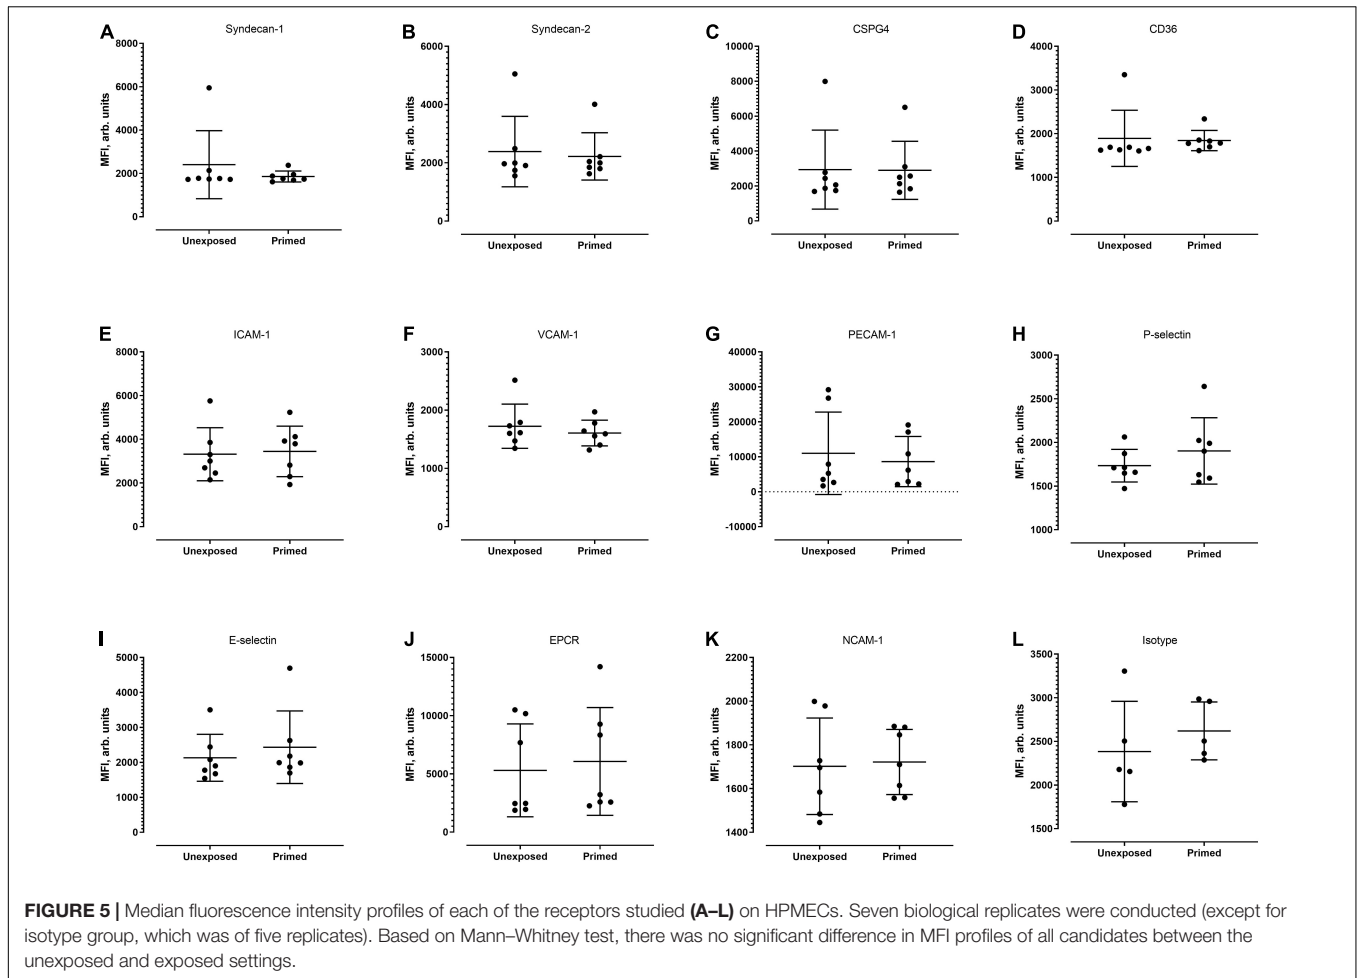 A Syndecan-1
MFI, arb. units
8000
6000
4000
2000
0
Unexposed Primed
B Syndecan-2
MFI, arb. units
6000
4000
2000
0
Unexposed Primed
C CSPG4
MFI, arb. units
10000
8000
6000
4000
2000
0
Unexposed Primed
D CD36
MFI, arb. units
4000
3000
2000
1000
0
Unexposed Primed
E ICAM-1
MFI, arb. units
8000
6000
4000
2000
0
Unexposed Primed
F VCAM-1
MFI, arb. units
3000
2000
1000
0
Unexposed Primed
G PECAM-1
MFI, arb. units
40000
30000
20000
10000
0
-10000
Unexposed Primed
H P-selectin
MFI, arb. units
3000
2500
2000
1500
1000
Unexposed Primed
I E-selectin
MFI, arb. units
5000
4000
3000
2000
1000
0
Unexposed Primed
J EPCR
MFI, arb. units
15000
10000
5000
0
Unexposed Primed
K NCAM-1
MFI, arb. units
2200
2000
1800
1600
1400
Unexposed Primed
L Isotype
MFI, arb. units
3500
3000
2500
2000
1500
Unexposed Primed
FIGURE 5 | Median fluorescence intensity profiles of each of the receptors studied (A–L) on HPMECs. Seven biological replicates were conducted (except for
isotype group, which was of five replicates). Based on Mann–Whitney test, there was no significant difference in MFI profiles of all candidates between the
unexposed and exposed settings.